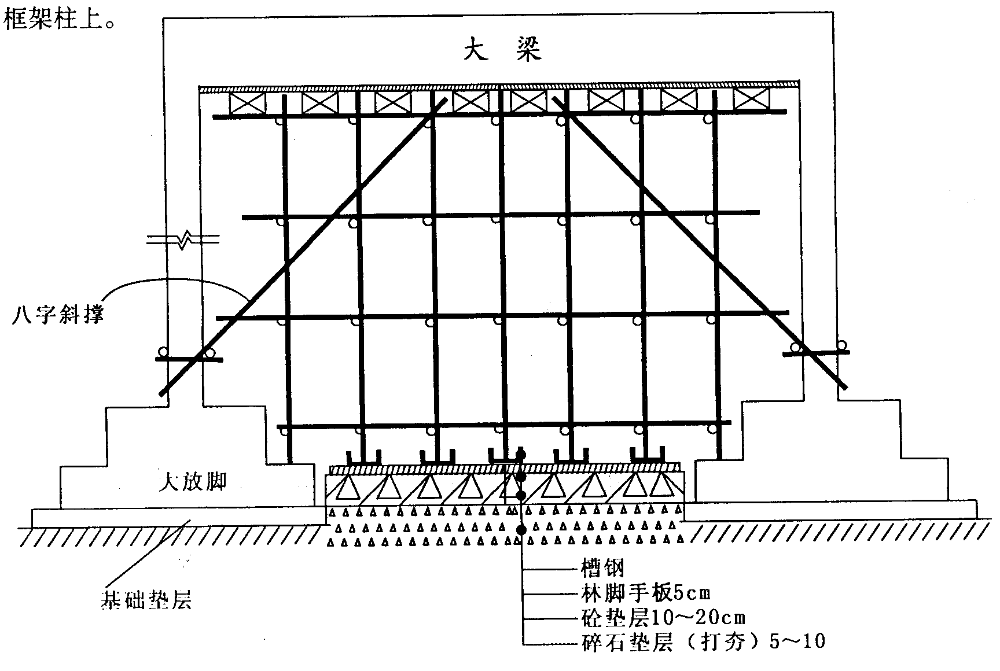 框架柱上。
大 梁
八字斜撑
大放脚
基础垫层
槽钢
林脚手板5cm
砼垫层10～20cm
碎石垫层（打夯）5～10